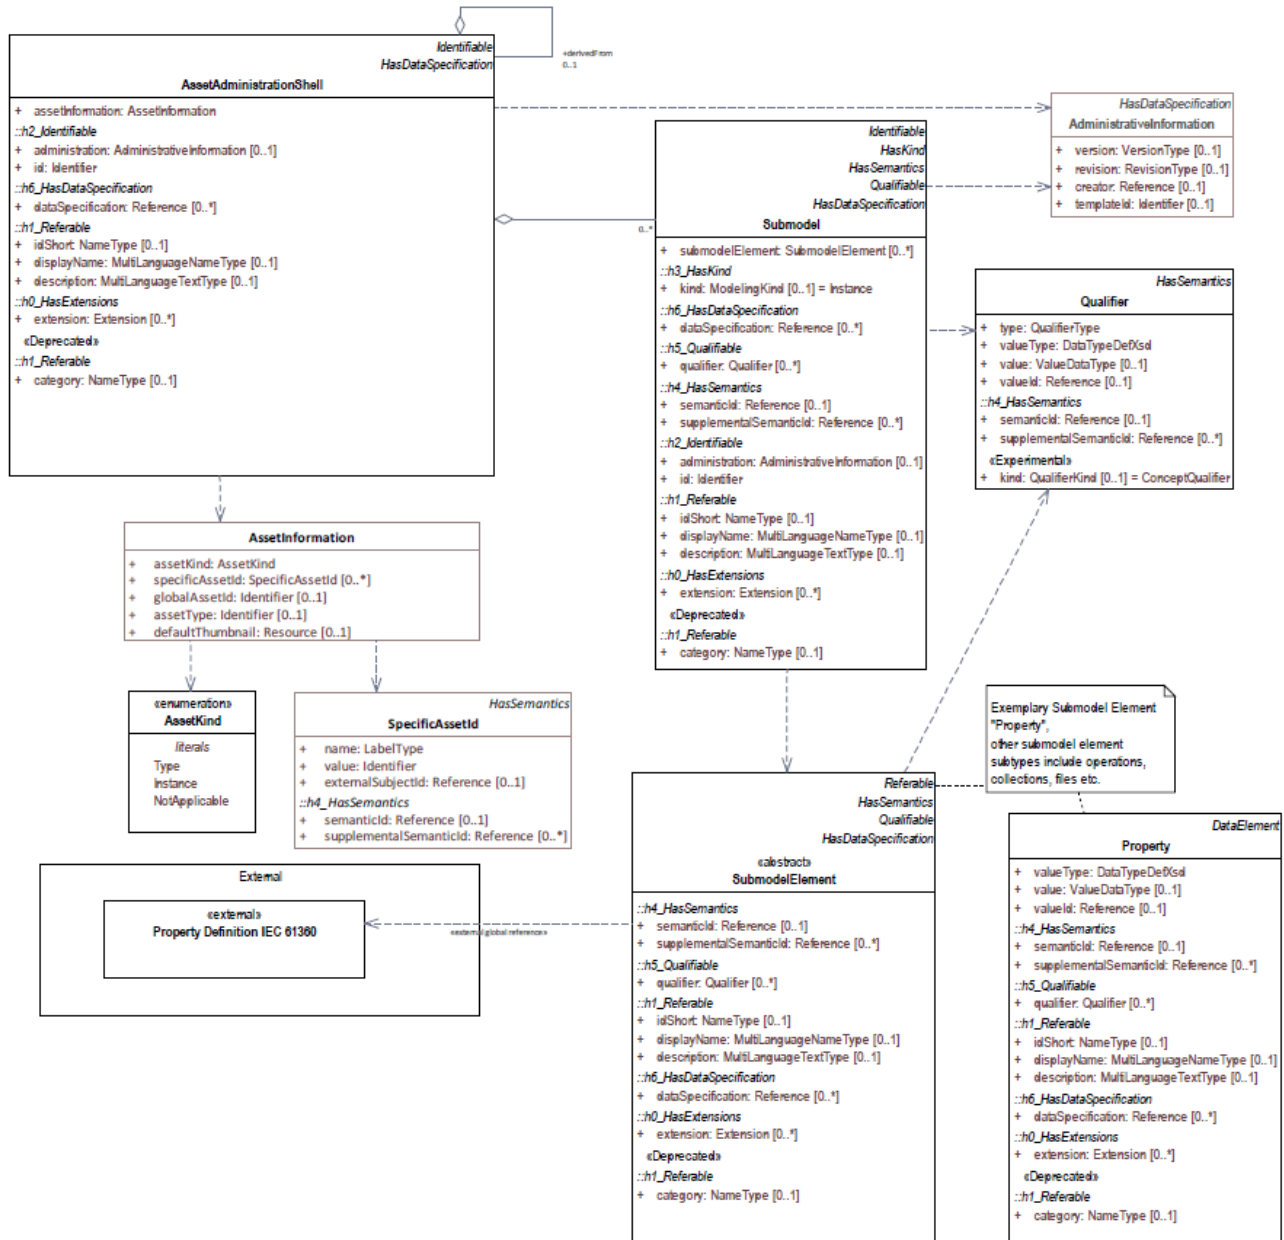 Identifiable
HasDataSpecification
AssetAdministrationShell
+ assetInformation: AssetInformation
::h2_Identifiable
+ administration: AdministrativeInformation [0..1]
+ id: Identifier
::h6_HasDataSpecification
+ dataSpecification: Reference [0..*]
::h1_Referable
+ idShort: NameType [0..1]
+ displayName: MultiLanguageNameType [0..1]
+ description: MultiLanguageTextType [0..1]
::h0_HasExtensions
+ extension: Extension [0..*]
«Deprecated»
::h1_Referable
+ category: NameType [0..1]
+derivedFrom
0..1
0..*
HasDataSpecification
AdministrativeInformation
+ version: VersionType [0..1]
+ revision: RevisionType [0..1]
+ creator: Reference [0..1]
+ templateId: Identifier [0..1]
Identifiable
HasKind
HasSemantics
Qualifiable
HasDataSpecification
Submodel
+ submodelElement: SubmodelElement [0..*]
::h3_HasKind
+ kind: ModelingKind [0..1] = Instance
::h6_HasDataSpecification
+ dataSpecification: Reference [0..*]
::h5_Qualifiable
+ qualifier: Qualifier [0..*]
::h4_HasSemantics
+ semanticId: Reference [0..1]
+ supplementalSemanticId: Reference [0..*]
::h2_Identifiable
+ administration: AdministrativeInformation [0..1]
+ id: Identifier
::h1_Referable
+ idShort: NameType [0..1]
+ displayName: MultiLanguageNameType [0..1]
+ description: MultiLanguageTextType [0..1]
::h0_HasExtensions
+ extension: Extension [0..*]
«Deprecated»
::h1_Referable
+ category: NameType [0..1]
HasSemantics
Qualifier
+ type: QualifierType
+ valueType: DataTypeDefXsd
+ value: ValueDataType [0..1]
+ valueId: Reference [0..1]
::h4_HasSemantics
+ semanticId: Reference [0..1]
+ supplementalSemanticId: Reference [0..*]
«Experimental»
+ kind: QualifierKind [0..1] = ConceptQualifier
AssetInformation
+ assetKind: AssetKind
+ specificAssetId: SpecificAssetId [0..*]
+ globalAssetId: Identifier [0..1]
+ assetType: Identifier [0..1]
+ defaultThumbnail: Resource [0..1]
«enumeration»
AssetKind
literals
Type
Instance
NotApplicable
HasSemantics
SpecificAssetId
+ name: LabelType
+ value: Identifier
+ externalSubjectId: Reference [0..1]
::h4_HasSemantics
+ semanticId: Reference [0..1]
+ supplementalSemanticId: Reference [0..*]
Exemplary Submodel Element
"Property",
other submodel element
subtypes include operations,
collections, files etc.
External
«external»
Property Definition IEC 61360
«external global reference»
Referable
HasSemantics
Qualifiable
HasDataSpecification
«abstract»
SubmodelElement
::h4_HasSemantics
+ semanticId: Reference [0..1]
+ supplementalSemanticId: Reference [0..*]
::h5_Qualifiable
+ qualifier: Qualifier [0..*]
::h1_Referable
+ idShort: NameType [0..1]
+ displayName: MultiLanguageNameType [0..1]
+ description: MultiLanguageTextType [0..1]
::h6_HasDataSpecification
+ dataSpecification: Reference [0..*]
::h0_HasExtensions
+ extension: Extension [0..*]
«Deprecated»
::h1_Referable
+ category: NameType [0..1]
DataElement
Property
+ valueType: DataTypeDefXsd
+ value: ValueDataType [0..1]
+ valueId: Reference [0..1]
::h4_HasSemantics
+ semanticId: Reference [0..1]
+ supplementalSemanticId: Reference [0..*]
::h5_Qualifiable
+ qualifier: Qualifier [0..*]
::h1_Referable
+ idShort: NameType [0..1]
+ displayName: MultiLanguageNameType [0..1]
+ description: MultiLanguageTextType [0..1]
::h6_HasDataSpecification
+ dataSpecification: Reference [0..*]
::h0_HasExtensions
+ extension: Extension [0..*]
«Deprecated»
::h1_Referable
+ category: NameType [0..1]